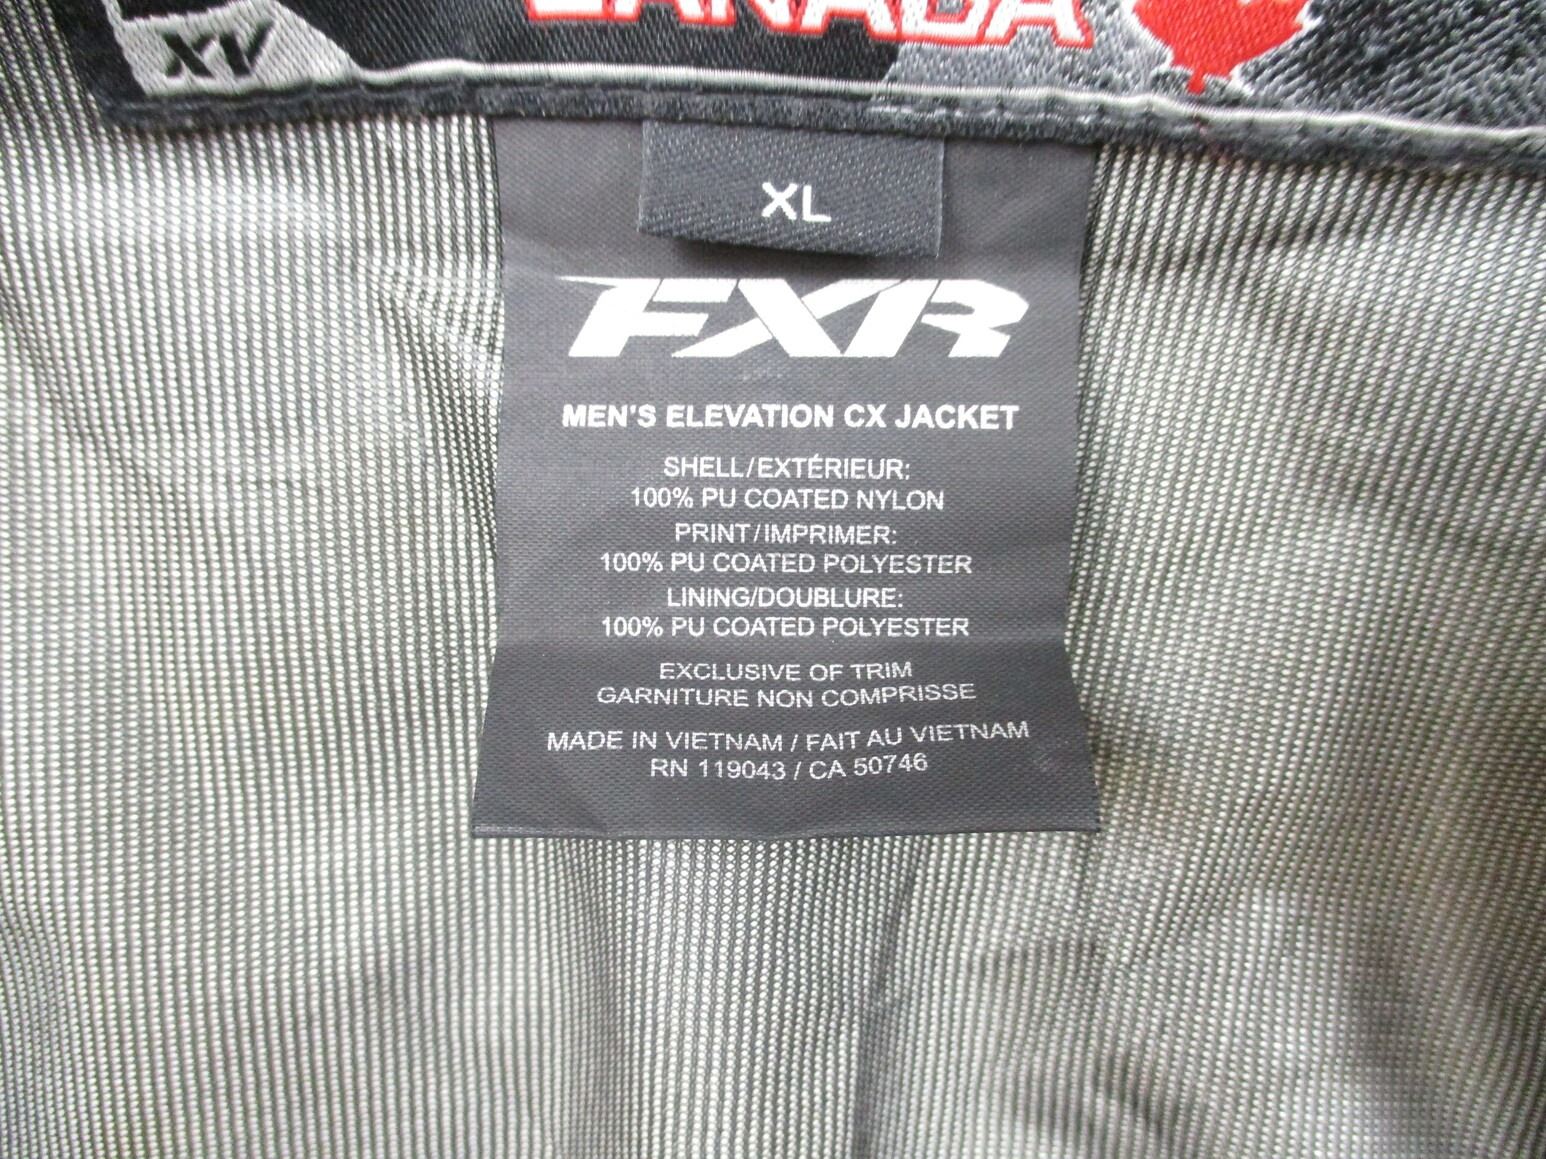 CANADA
XV
XL
FXR
MEN'S ELEVATION CX JACKET
SHELL/EXTÉRIEUR:
100% PU COATED NYLON
PRINT/IMPRIMER:
100% PU COATED POLYESTER
LINING/DOUBLURE:
100% PU COATED POLYESTER
EXCLUSIVE OF TRIM
GARNITURE NON COMPRISSE
MADE IN VIETNAM / FAIT AU VIETNAM
RN 119043 / CA 50746